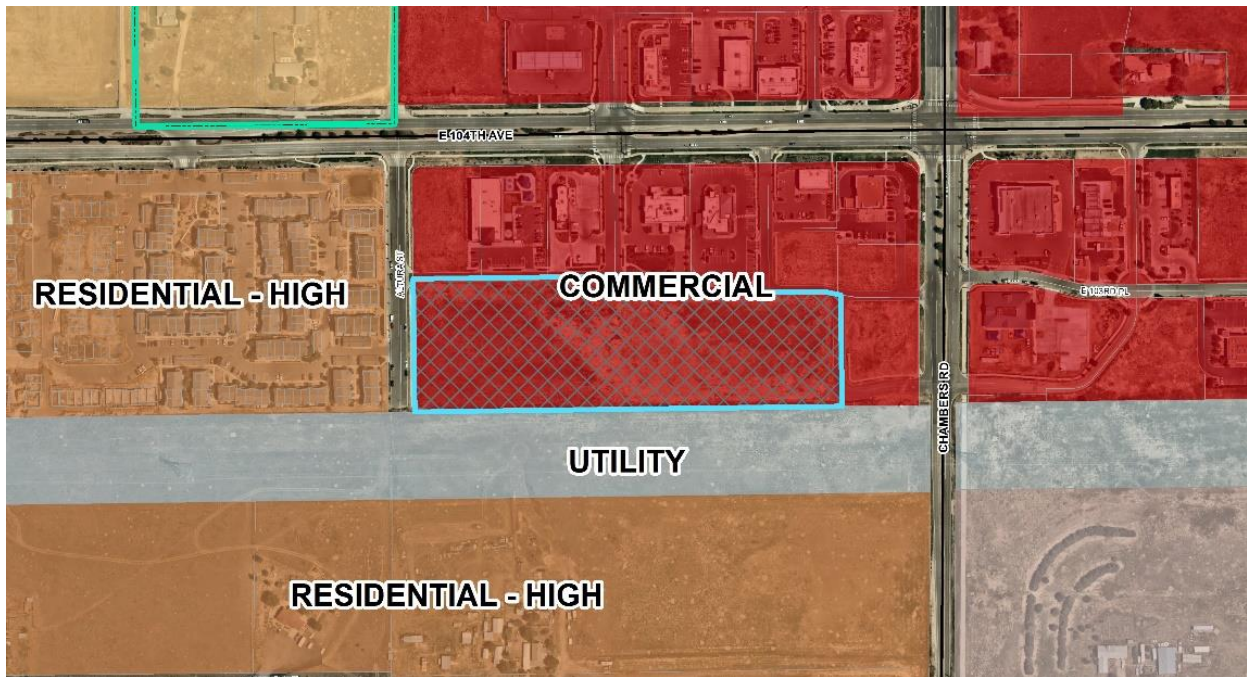 E 104TH AVE
ALTURA ST
RESIDENTIAL - HIGH
COMMERCIAL
E 103RD PL
CHAMBERS RD
UTILITY
RESIDENTIAL - HIGH